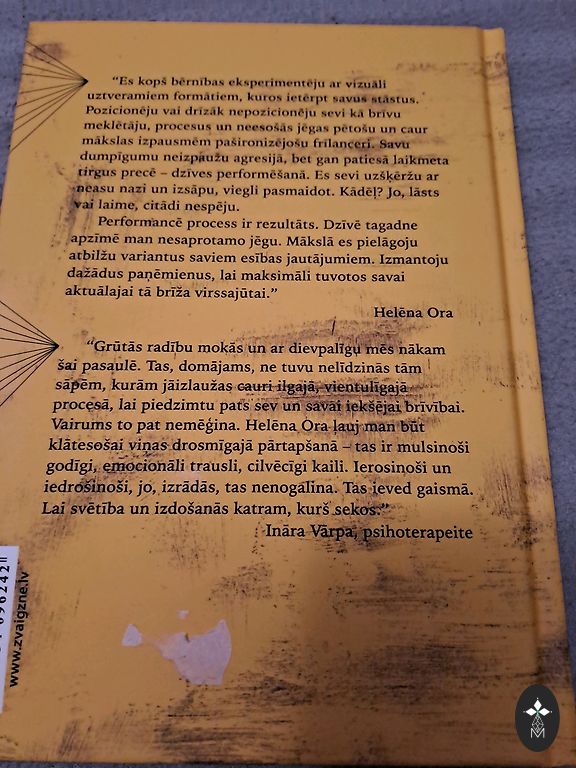 “Es kopš bērnības eksperimentēju ar vizuāli
uztveramiem formātiem, kuros ietērpt savus stāstus.
Pozicionēju vai drīzāk nepozicionēju sevi kā brīvu
meklētāju, procesus un neesošās jēgas pētošu un caur
mākslas izpausmēm pašironizējošu frīlanceri. Savu
dumpīgumu neizpaužu agresijā, bet gan patiesā laikmeta
tirgus precē – dzīves performēšanā. Es sevi uzšķēržu ar
neasu nazi un izsāpu, viegli pasmaidot. Kādēļ? Jo, lāsts
vai laime, citādi nespēju.
Performancē process ir rezultāts. Dzīvē tagadne
apzīmē man nesaprotamo jēgu. Mākslā es pielāgoju
atbilžu variantus saviem esības jautājumiem. Izmantoju
dažādus paņēmienus, lai maksimāli tuvotos savai
aktuālajai tā brīža virssajūtai.”
Helēna Ora
“Grūtās radību mokās un ar dievpalīgu mēs nākam
šai pasaulē. Tas, domājams, ne tuvu nelīdzinās tām
sāpēm, kurām jāizlaužas cauri ilgajā, vientulīgajā
procesā, lai piedzimtu pats sev un savai iekšējai brīvībai.
Vairums to pat nemēģina. Helēna Ora ļauj man būt
klātesošai viņas drosmīgajā pārtapšanā – tas ir mulsinoši
godīgi, emocionāli trausli, cilvēcīgi kaili. Ierosinoši un
iedrošinoši, jo, izrādās, tas nenogalina. Tas ieved gaismā.
Lai svētība un izdošanās katram, kurš sekos.”
Ināra Vārpa, psihoterapeite
www.zvaigzne.lv
M